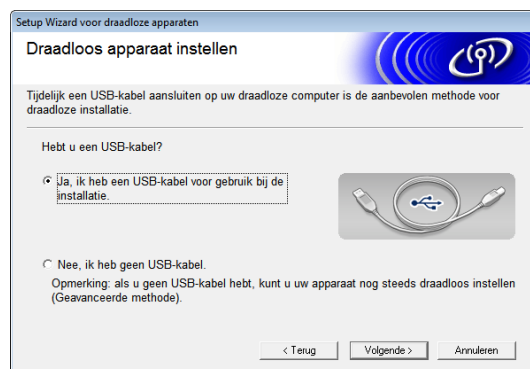 Setup Wizard voor draadloze apparaten
Draadloos apparaat instellen
Tijdelijk een USB-kabel aansluiten op uw draadloze computer is de aanbevolen methode voor
draadloze installatie.
Hebt u een USB-kabel?
Ja, ik heb een USB-kabel voor gebruik bij de
installatie.
Nee, ik heb geen USB-kabel.
Opmerking: als u geen USB-kabel hebt, kunt u uw apparaat nog steeds draadloos instellen
(Geavanceerde methode).
< Terug
Volgende >
Annuleren